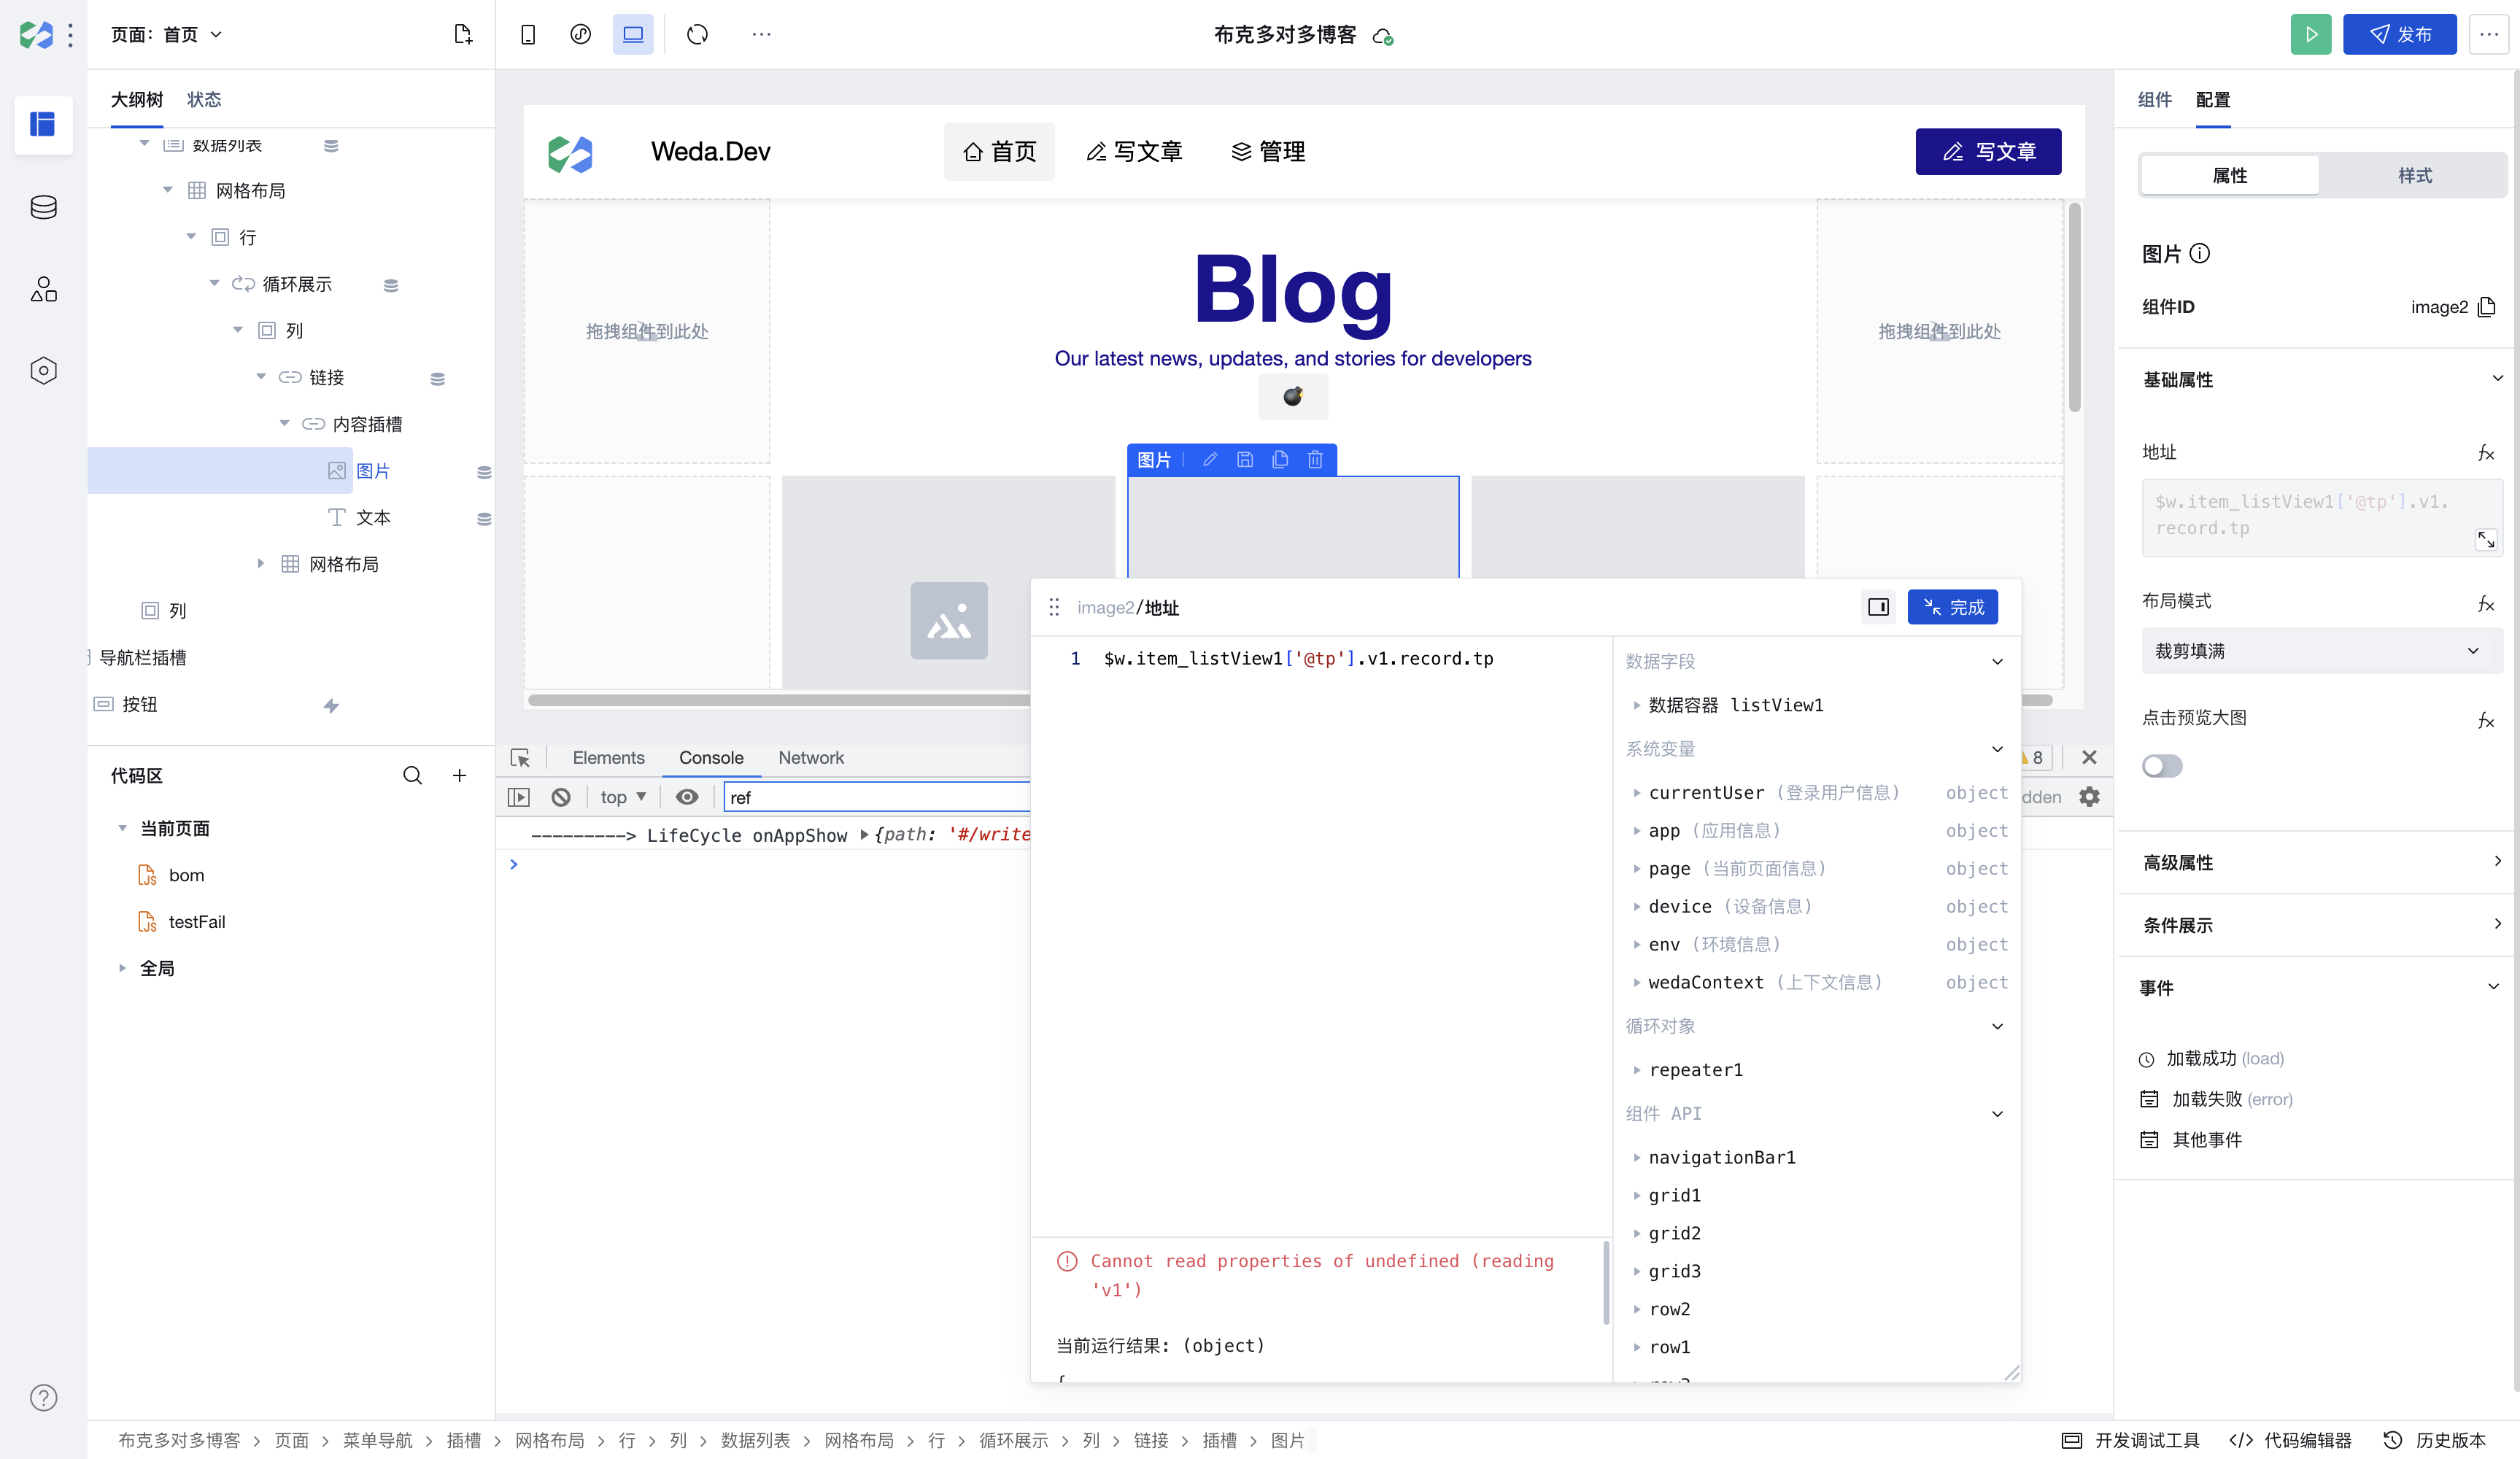 页面：首页
布克多对多博客
发布
大纲树 状态
数据列表
网格布局
行
循环展示
列
链接
内容插槽
图片
文本
网格布局
列
导航栏插槽
按钮
代码区
当前页面
bom
testFail
全局
Weda.Dev
首页
写文章
管理
写文章
拖拽组件到此处
Blog
Our latest news, updates, and stories for developers
拖拽组件到此处
图片
Elements Console Network
8
top
ref
dden
---------> LifeCycle onAppShow {path: '#/write
image2/地址
完成
1 $w.item_listView1['@tp'].v1.record.tp
Cannot read properties of undefined (reading
'v1')
当前运行结果: (object)
数据字段
数据容器 listView1
系统变量
currentUser (登录用户信息) object
app (应用信息) object
page (当前页面信息) object
device (设备信息) object
env (环境信息) object
wedaContext (上下文信息) object
循环对象
repeater1
组件 API
navigationBar1
grid1
grid2
grid3
row2
row1
组件 配置
属性 样式
图片
组件ID image2
基础属性
地址
$w.item_listView1['@tp'].v1.
record.tp
布局模式
裁剪填满
点击预览大图
高级属性
条件展示
事件
加载成功 (load)
加载失败 (error)
其他事件
布克多对多博客 > 页面 > 菜单导航 > 插槽 > 网格布局 > 行 > 列 > 数据列表 > 网格布局 > 行 > 循环展示 > 列 > 链接 > 插槽 > 图片
开发调试工具
代码编辑器
历史版本